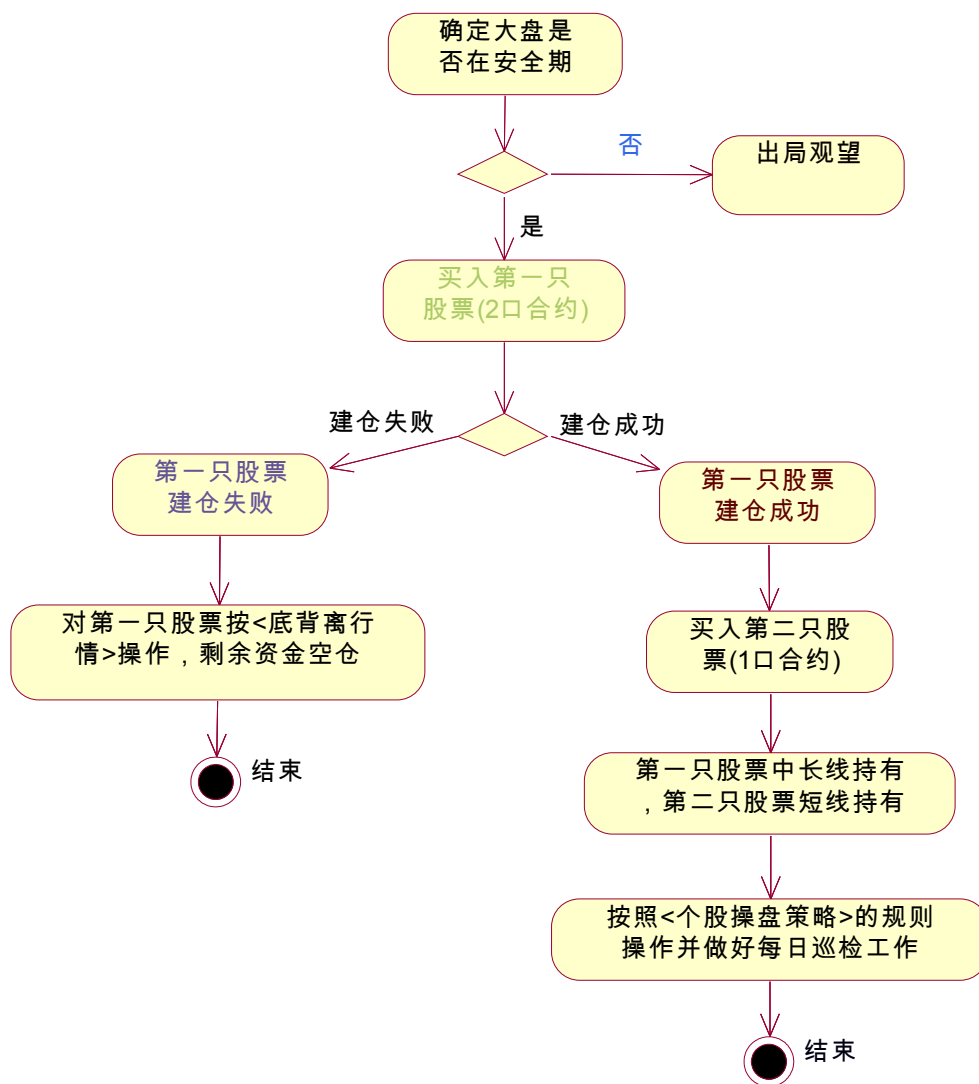 确定大盘是
否在安全期
否
出局观望
是
买入第一只
股票(2口合约)
建仓失败
建仓成功
第一只股票
建仓失败
第一只股票
建仓成功
对第一只股票按<底背离行
情>操作，剩余资金空仓
买入第二只股
票(1口合约)
结束
第一只股票中长线持有
，第二只股票短线持有
按照<个股操盘策略>的规则
操作并做好每日巡检工作
结束